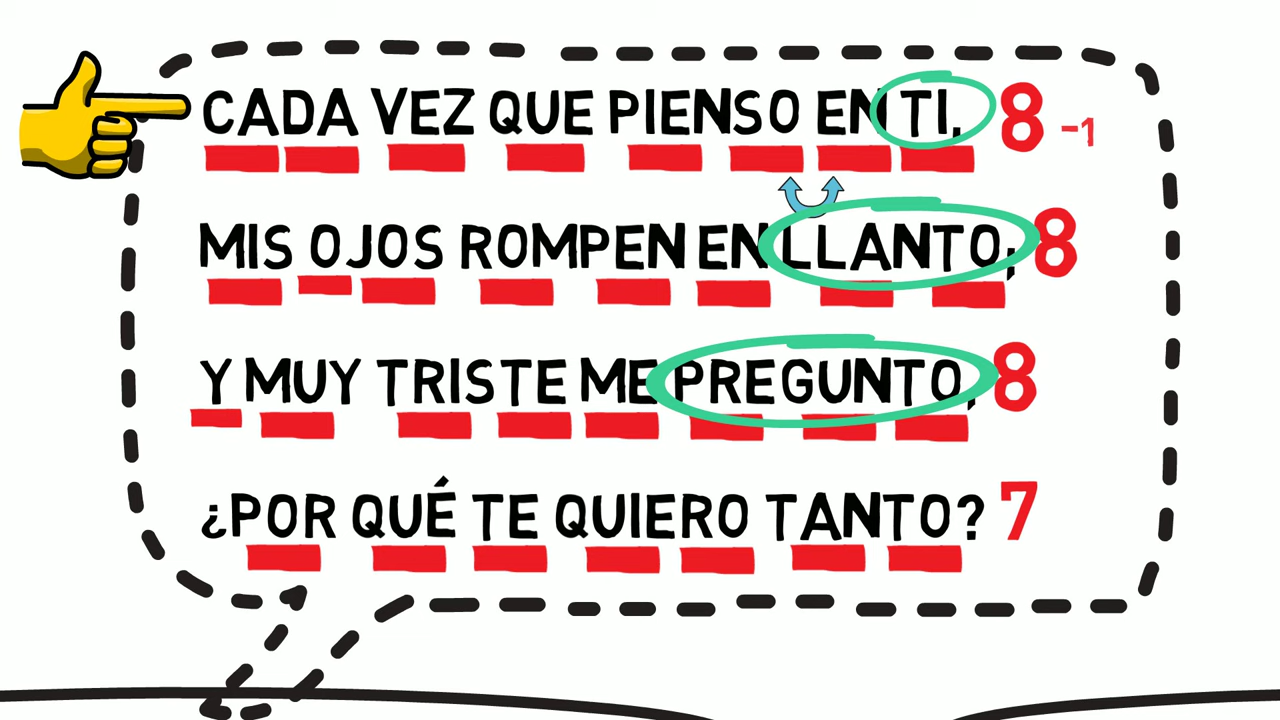 CADA VEZ QUE PIENSO EN TI, 8 -1
MIS OJOS ROMPEN EN LLANTO, 8
Y MUY TRISTE ME PREGUNTO, 8
¿POR QUÉ TE QUIERO TANTO? 7